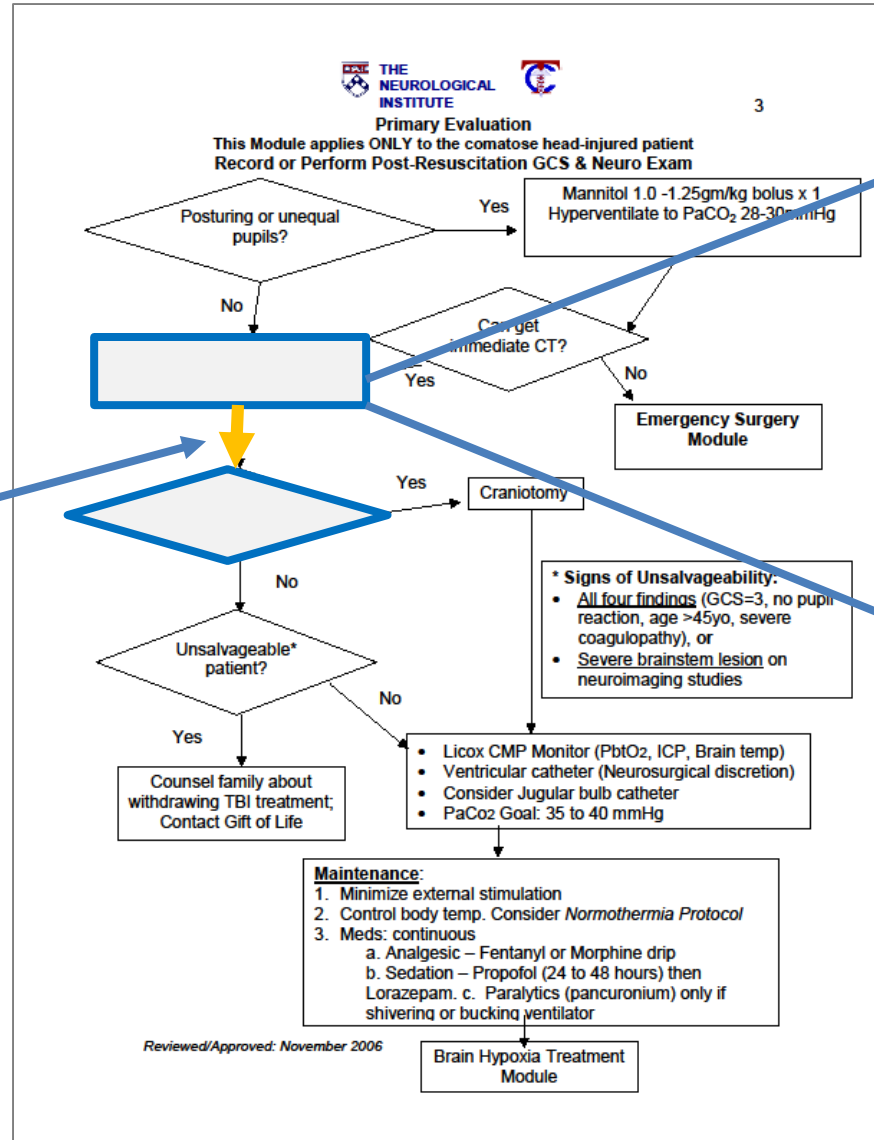 THE
NEUROLOGICAL
INSTITUTE
3
Primary Evaluation
This Module applies ONLY to the comatose head-injured patient
Record or Perform Post-Resuscitation GCS & Neuro Exam
Posturing or unequal
pupils?
Yes
Mannitol 1.0 -1.25gm/kg bolus x 1
Hyperventilate to PaCO2 28-30mmHg
No
Can get
immediate CT?
Yes
No
Emergency Surgery
Module
Yes
Craniotomy
No
* Signs of Unsalvageability:
• All four findings (GCS=3, no pupil
reaction, age >45yo, severe
coagulopathy), or
• Severe brainstem lesion on
neuroimaging studies
Unsalvageable*
patient?
No
Yes
Counsel family about
withdrawing TBI treatment;
Contact Gift of Life
• Licox CMP Monitor (PbtO2, ICP, Brain temp)
• Ventricular catheter (Neurosurgical discretion)
• Consider Jugular bulb catheter
• PaCo2 Goal: 35 to 40 mmHg
Maintenance:
1. Minimize external stimulation
2. Control body temp. Consider Normothermia Protocol
3. Meds: continuous
a. Analgesic – Fentanyl or Morphine drip
b. Sedation – Propofol (24 to 48 hours) then
Lorazepam. c. Paralytics (pancuronium) only if
shivering or bucking ventilator
Reviewed/Approved: November 2006
Brain Hypoxia Treatment
Module